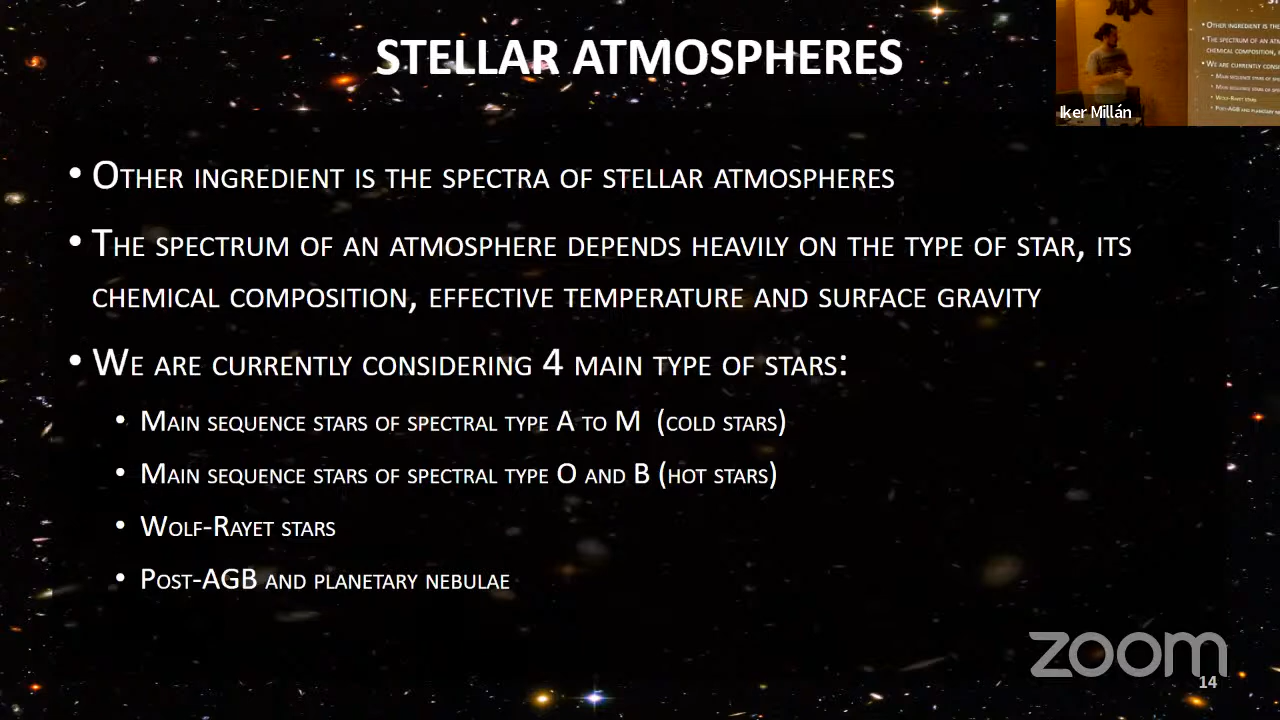 STELLAR ATMOSPHERES
Iker Millán
• OTHER INGREDIENT IS THE SPECTRA OF STELLAR ATMOSPHERES
• THE SPECTRUM OF AN ATMOSPHERE DEPENDS HEAVILY ON THE TYPE OF STAR, ITS
CHEMICAL COMPOSITION, EFFECTIVE TEMPERATURE AND SURFACE GRAVITY
• WE ARE CURRENTLY CONSIDERING 4 MAIN TYPE OF STARS:
• MAIN SEQUENCE STARS OF SPECTRAL TYPE A TO M (COLD STARS)
• MAIN SEQUENCE STARS OF SPECTRAL TYPE O AND B (HOT STARS)
• WOLF-RAYET STARS
• POST-AGB AND PLANETARY NEBULAE
zoom
14